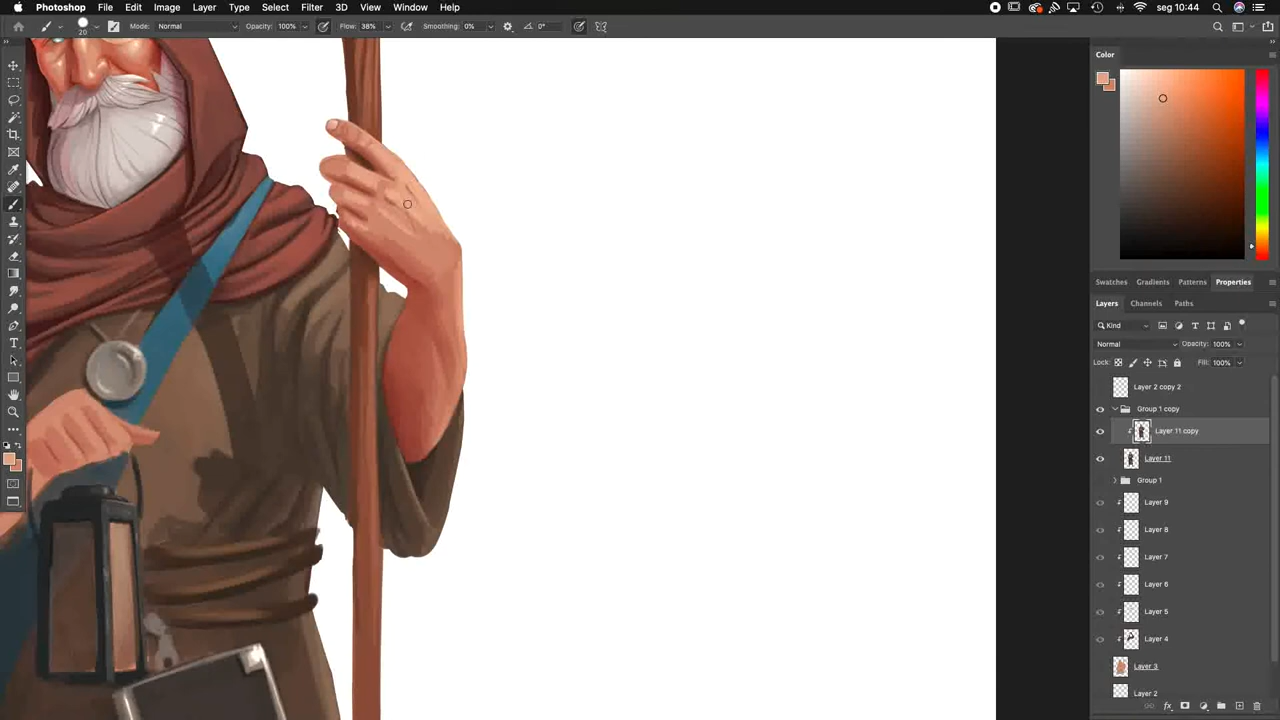 Photoshop File Edit Image Layer Type Select Filter 3D View Window Help seg 10:44
20 Mode: Normal Opacity: 100% Flow: 38% Smoothing: 0% 0°
Color
Swatches Gradients Patterns Properties
Layers Channels Paths
Kind
Normal Opacity: 100%
Lock: Fill: 100%
Layer 2 copy 2
Group 1 copy
Layer 11 copy
Layer 11
Group 1
Layer 9
Layer 8
Layer 7
Layer 6
Layer 5
Layer 4
Layer 3
Layer 2
fx